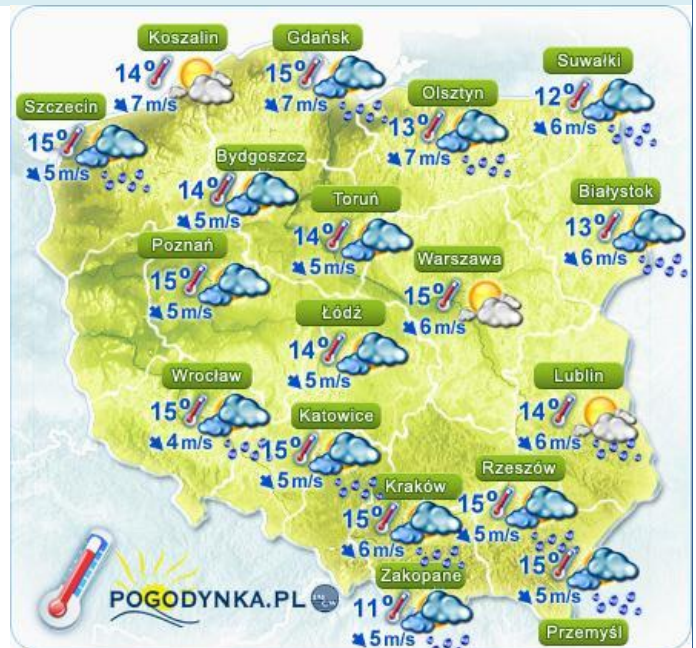 Koszalin
14°
7 m/s
Gdańsk
15°
7 m/s
Suwałki
12°
6 m/s
Szczecin
15°
5 m/s
Olsztyn
13°
7 m/s
Bydgoszcz
14°
5 m/s
Toruń
14°
5 m/s
Białystok
13°
6 m/s
Poznań
15°
5 m/s
Warszawa
15°
6 m/s
Łódź
14°
5 m/s
Wrocław
15°
4 m/s
Katowice
15°
5 m/s
Lublin
14°
6 m/s
Kraków
15°
6 m/s
Rzeszów
15°
5 m/s
Zakopane
11°
5 m/s
15°
5 m/s
Przemyśl
POGODYNKA.PL